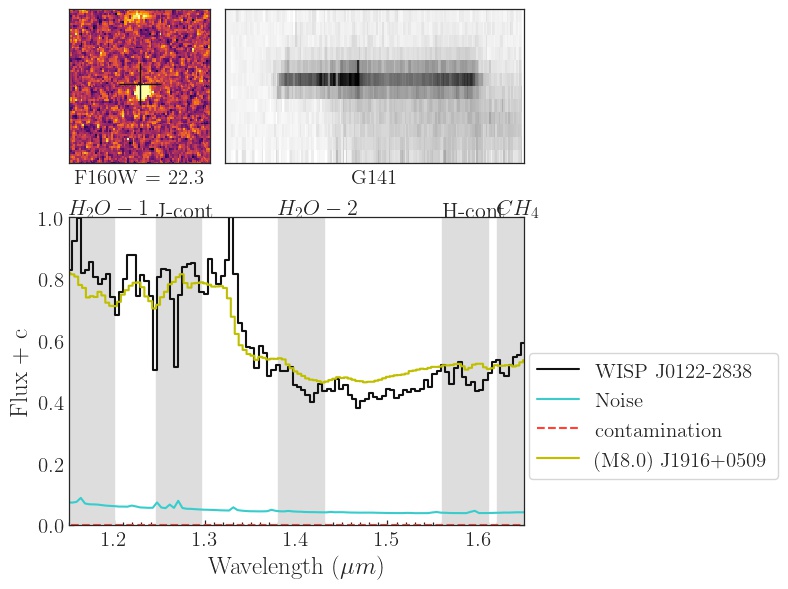 F160W = 22.3
G141
H₂O − 1 J-cont H₂O − 2 H-cont CH₄
1.0
0.8
0.6
0.4
0.2
0.0
Flux + c
1.2 1.3 1.4 1.5 1.6
Wavelength (μm)
WISP J0122-2838
Noise
contamination
(M8.0) J1916+0509